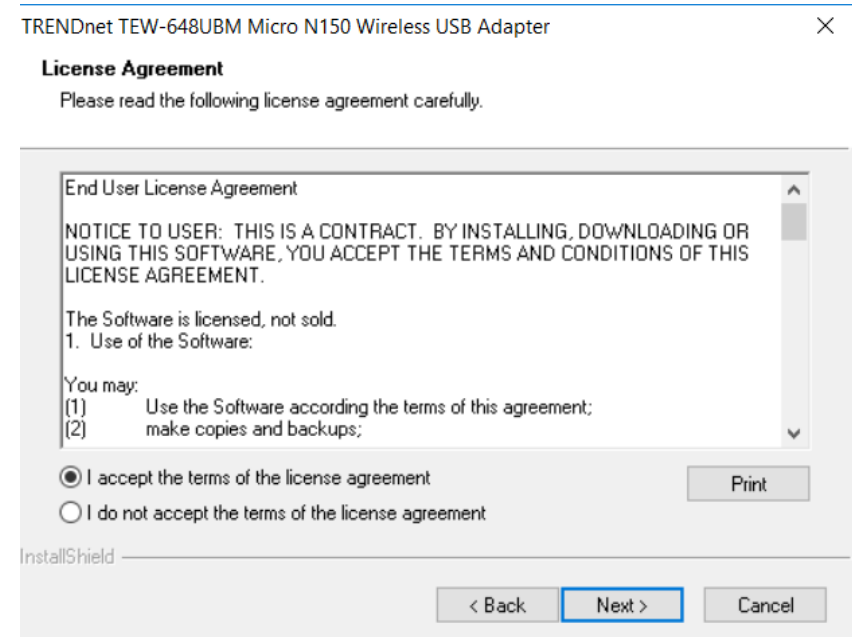 TRENDnet TEW-648UBM Micro N150 Wireless USB Adapter
License Agreement
Please read the following license agreement carefully.
End User License Agreement
NOTICE TO USER: THIS IS A CONTRACT. BY INSTALLING, DOWNLOADING OR
USING THIS SOFTWARE, YOU ACCEPT THE TERMS AND CONDITIONS OF THIS
LICENSE AGREEMENT.
The Software is licensed, not sold.
1. Use of the Software:
You may:
(1) Use the Software according the terms of this agreement;
(2) make copies and backups;
I accept the terms of the license agreement
Print
I do not accept the terms of the license agreement
InstallShield
< Back Next > Cancel